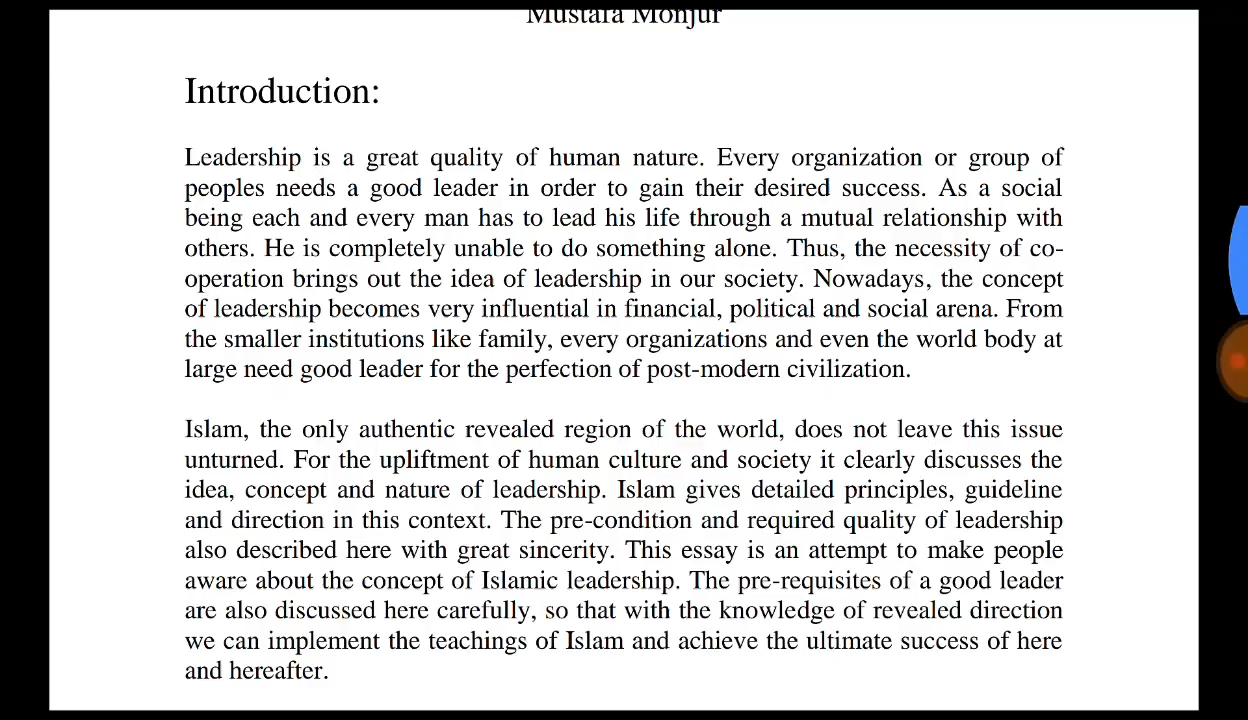 Mustafa Monjur
Introduction:
Leadership is a great quality of human nature. Every organization or group of
peoples needs a good leader in order to gain their desired success. As a social
being each and every man has to lead his life through a mutual relationship with
others. He is completely unable to do something alone. Thus, the necessity of co-
operation brings out the idea of leadership in our society. Nowadays, the concept
of leadership becomes very influential in financial, political and social arena. From
the smaller institutions like family, every organizations and even the world body at
large need good leader for the perfection of post-modern civilization.
Islam, the only authentic revealed region of the world, does not leave this issue
unturned. For the upliftment of human culture and society it clearly discusses the
idea, concept and nature of leadership. Islam gives detailed principles, guideline
and direction in this context. The pre-condition and required quality of leadership
also described here with great sincerity. This essay is an attempt to make people
aware about the concept of Islamic leadership. The pre-requisites of a good leader
are also discussed here carefully, so that with the knowledge of revealed direction
we can implement the teachings of Islam and achieve the ultimate success of here
and hereafter.